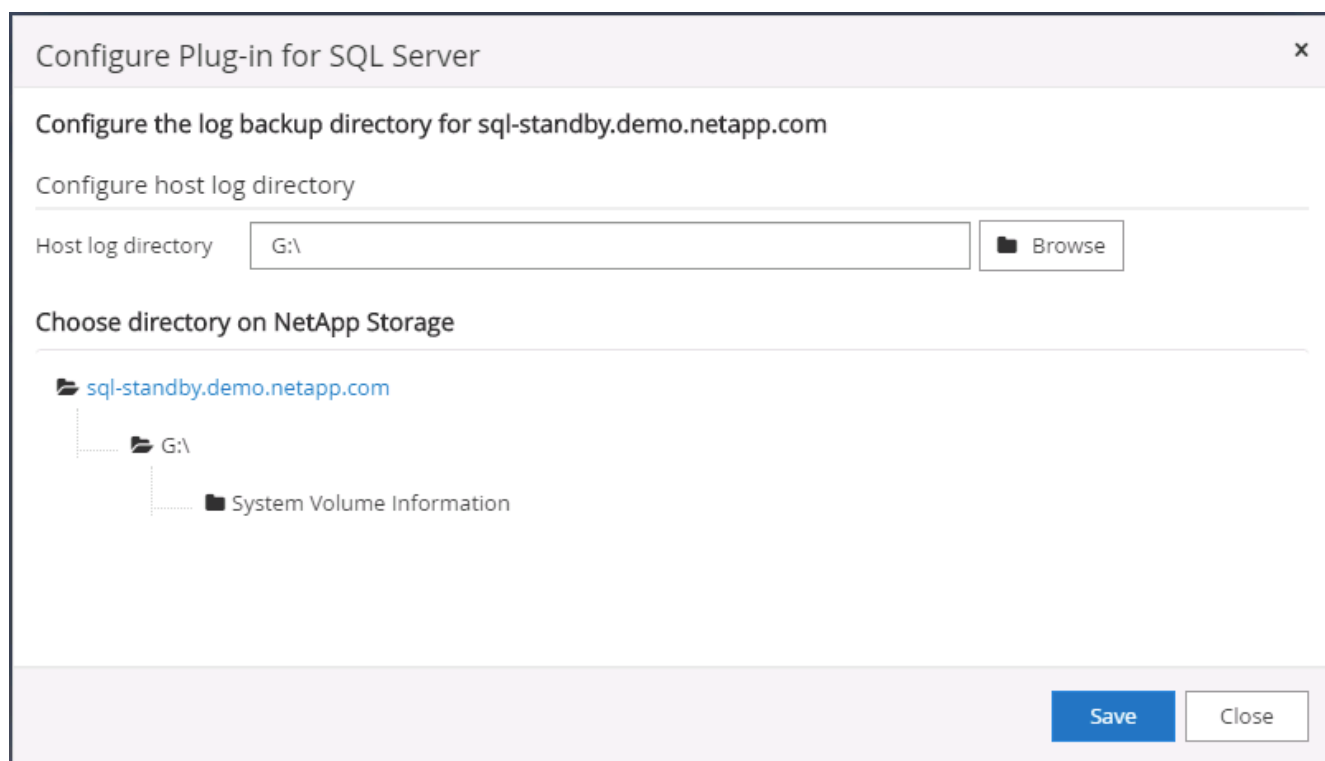 Configure Plug-in for SQL Server
×
Configure the log backup directory for sql-standby.demo.netapp.com
Configure host log directory
Host log directory G:\ Browse
Choose directory on NetApp Storage
sql-standby.demo.netapp.com
G:\
System Volume Information
Save Close